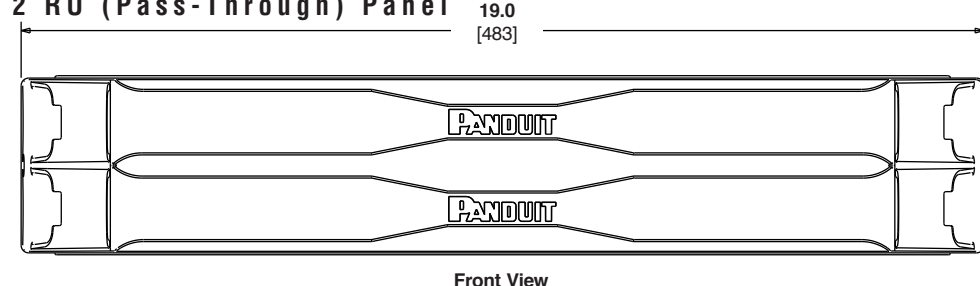 2 RU (Pass-Through) Panel
19.0
[483]
PANDUIT
PANDUIT
Front View